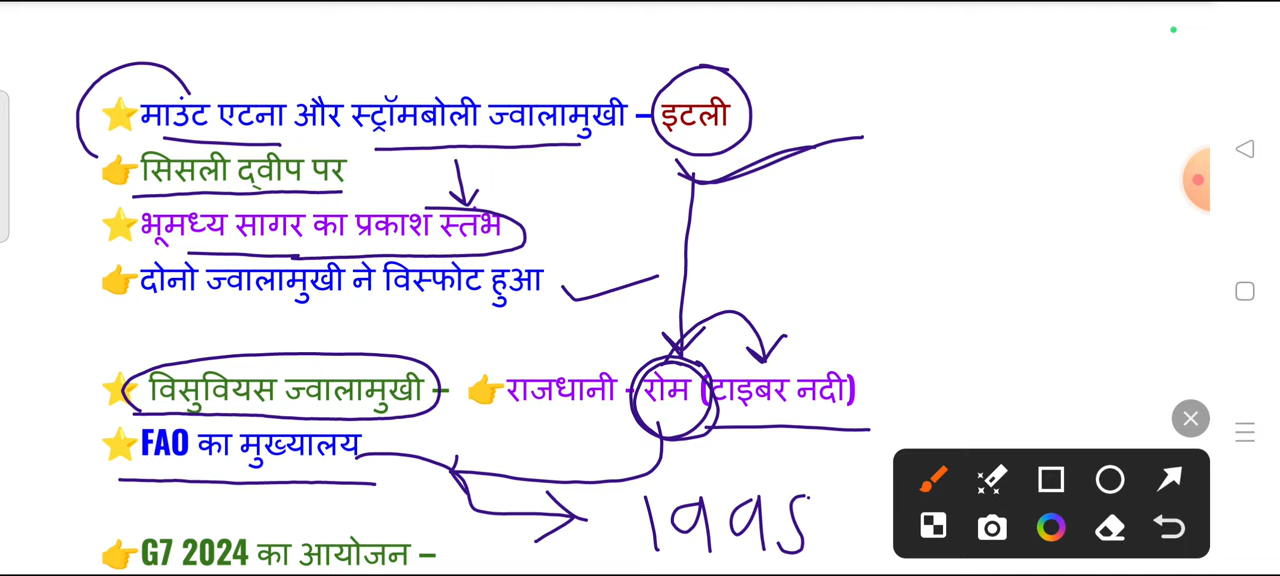 ⭐माउंट एटना और स्ट्रॉमबोली ज्वालामुखी – इटली
👉सिसली द्वीप पर
⭐भूमध्य सागर का प्रकाश स्तंभ
👉दोनो ज्वालामुखी ने विस्फोट हुआ
⭐ विसुवियस ज्वालामुखी – 👉राजधानी - रोम (टाइबर नदी)
⭐FAO का मुख्यालय
1995
👉G7 2024 का आयोजन –